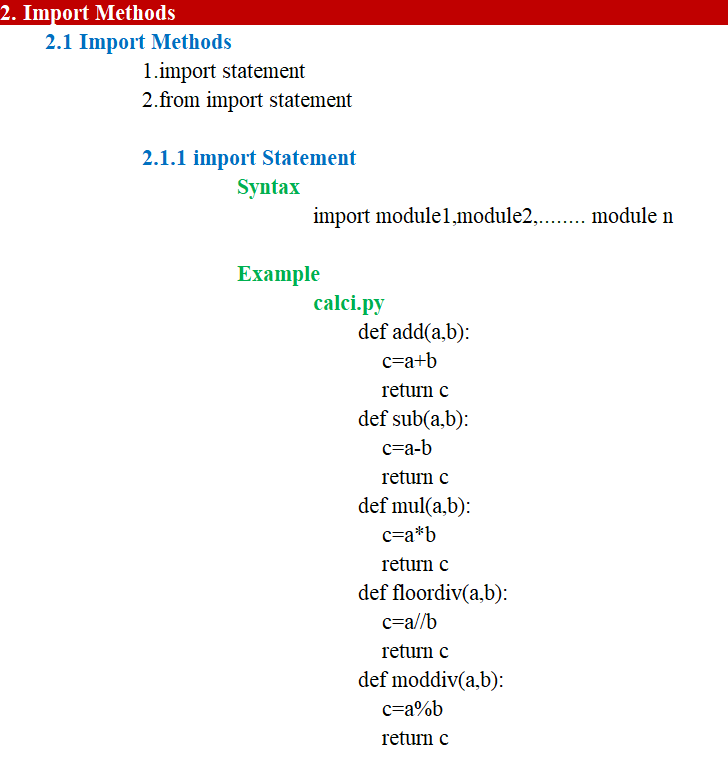 2. Import Methods
2.1 Import Methods
1.import statement
2.from import statement
2.1.1 import Statement
Syntax
import module1,module2,........ module n
Example
calci.py
def add(a,b):
c=a+b
return c
def sub(a,b):
c=a-b
return c
def mul(a,b):
c=a*b
return c
def floordiv(a,b):
c=a//b
return c
def moddiv(a,b):
c=a%b
return c